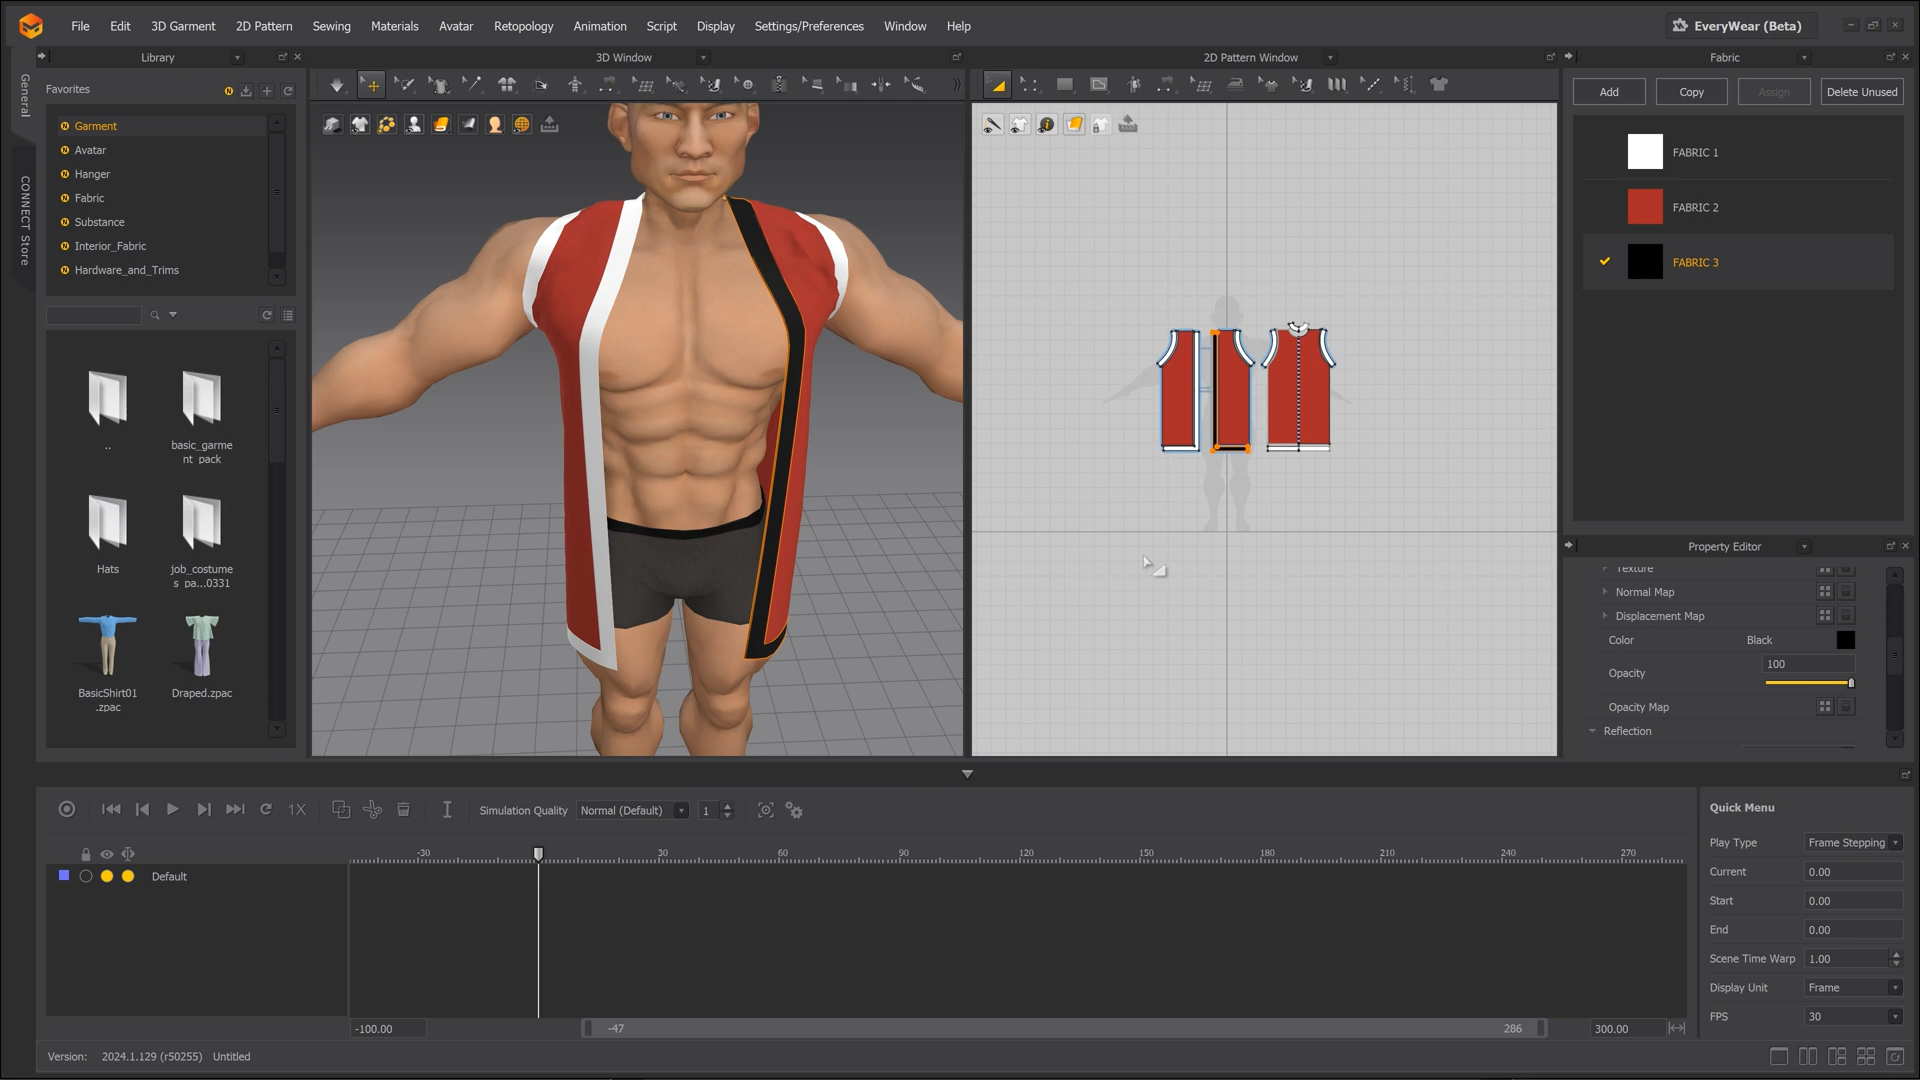 File Edit 3D Garment 2D Pattern Sewing Materials Avatar Retopology Animation Script Display Settings/Preferences Window Help EveryWear (Beta)
Library 3D Window 2D Pattern Window Fabric
General
CONNECT Store
Favorites
Garment
Avatar
Hanger
Fabric
Substance
Interior_Fabric
Hardware_and_Trims
..
basic_garme
nt_pack
Hats
job_costume
s_pa...0331
BasicShirt01
.zpac
Draped.zpac
Add Copy Assign Delete Unused
FABRIC 1
FABRIC 2
FABRIC 3
Property Editor
Texture
Normal Map
Displacement Map
Color Black
Opacity 100
Opacity Map
Reflection
1X Simulation Quality Normal (Default) 1
-30 30 60 90 120 150 180 210 240 270
Default
-100.00 -47 286 300.00
Quick Menu
Play Type Frame Stepping
Current 0.00
Start 0.00
End 0.00
Scene Time Warp 1.00
Display Unit Frame
FPS 30
Version: 2024.1.129 (r50255) Untitled